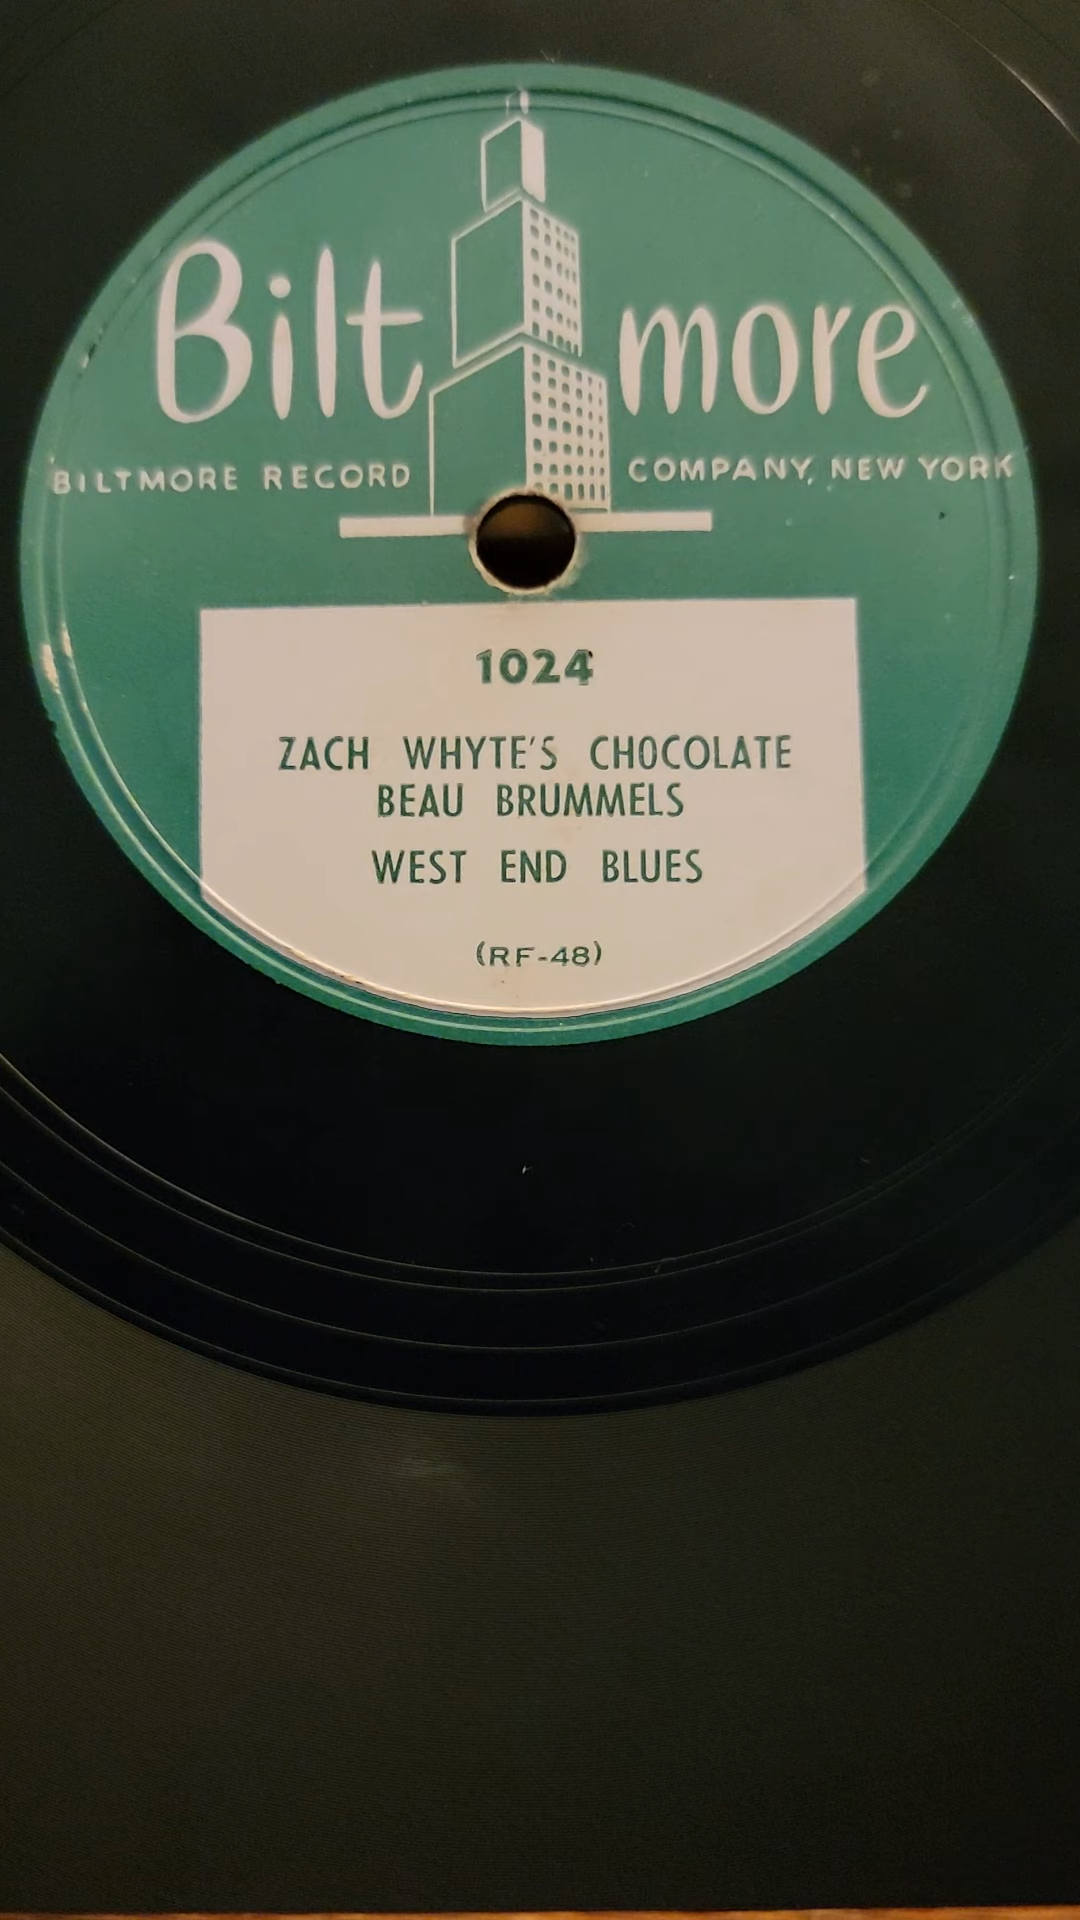 Biltmore
BILTMORE RECORD COMPANY, NEW YORK
1024
ZACH WHYTE'S CHOCOLATE
BEAU BRUMMELS
WEST END BLUES
(RF-48)